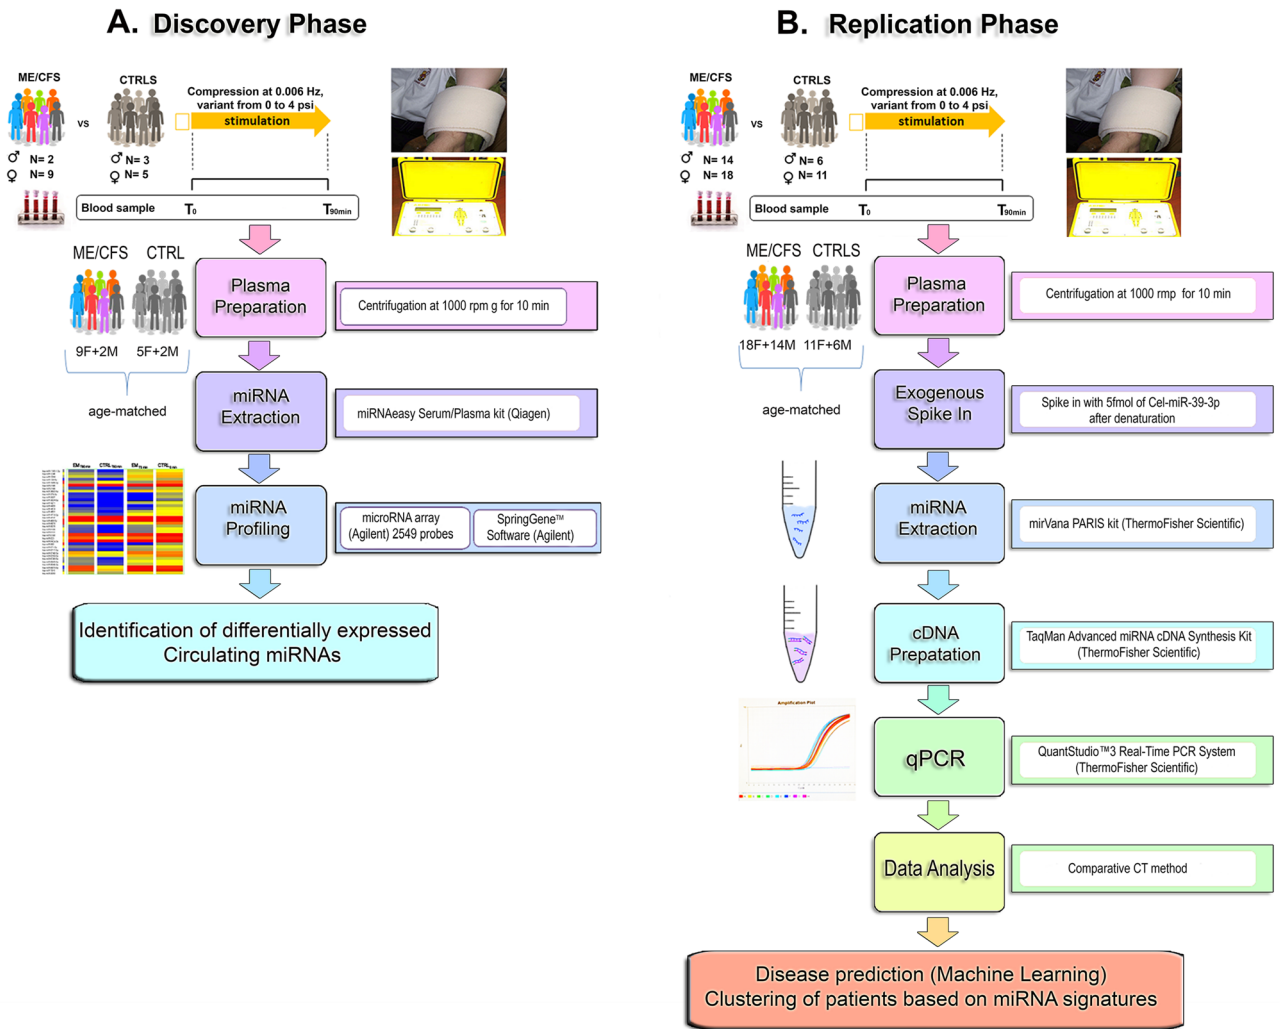 A. Discovery Phase
ME/CFS
CTRLS
vs
♂ N= 2
♀ N= 9
♂ N= 3
♀ N= 5
Compression at 0.006 Hz,
variant from 0 to 4 psi
stimulation
Blood sample
T0
T90min
ME/CFS
CTRL
9F+2M
5F+2M
age-matched
Plasma
Preparation
Centrifugation at 1000 rpm g for 10 min
miRNA
Extraction
miRNAeasy Serum/Plasma kit (Qiagen)
miRNA
Profiling
microRNA array
(Agilent) 2549 probes
SpringGene™
Software (Agilent)
Identification of differentially expressed
Circulating miRNAs
B. Replication Phase
ME/CFS
CTRLS
vs
♂ N= 14
♀ N= 18
♂ N= 6
♀ N= 11
Compression at 0.006 Hz,
variant from 0 to 4 psi
stimulation
Blood sample
T0
T90min
ME/CFS
CTRLS
18F+14M
11F+6M
age-matched
Plasma
Preparation
Centrifugation at 1000 rmp for 10 min
Exogenous
Spike In
Spike in with 5fmol of Cel-miR-39-3p
after denaturation
miRNA
Extraction
mirVana PARIS kit (ThermoFisher Scientific)
cDNA
Prepatation
TaqMan Advanced miRNA cDNA Synthesis Kit
(ThermoFisher Scientific)
Amplification Plot
qPCR
QuantStudio™3 Real-Time PCR System
(ThermoFisher Scientific)
Data Analysis
Comparative CT method
Disease prediction (Machine Learning)
Clustering of patients based on miRNA signatures